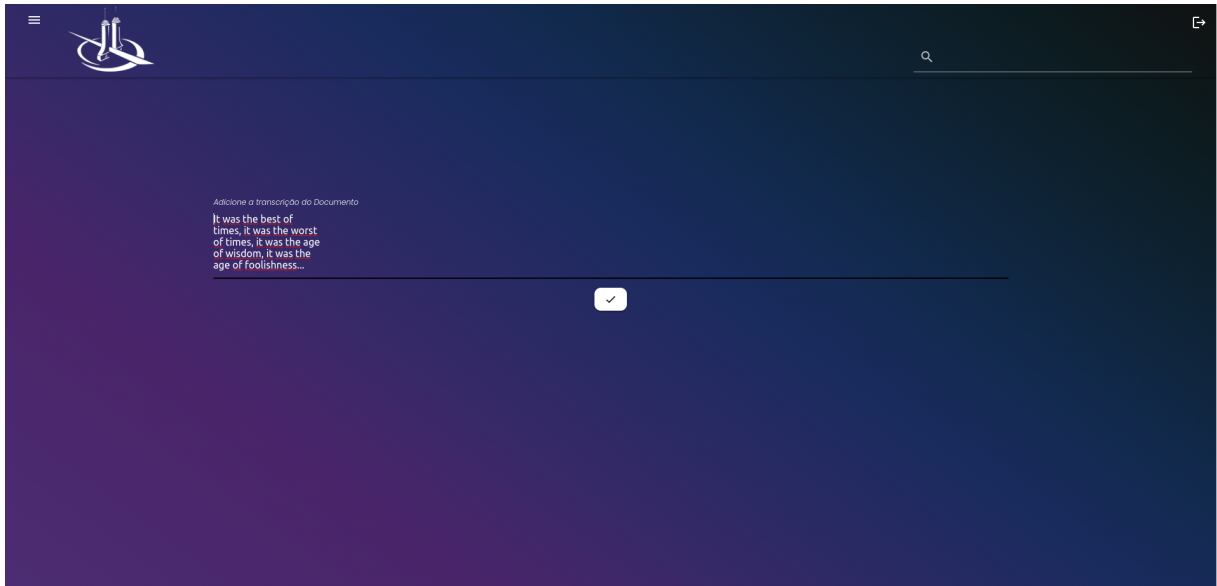 Adicione a transcrição do Documento
It was the best of
times, it was the worst
of times, it was the age
of wisdom, it was the
age of foolishness...